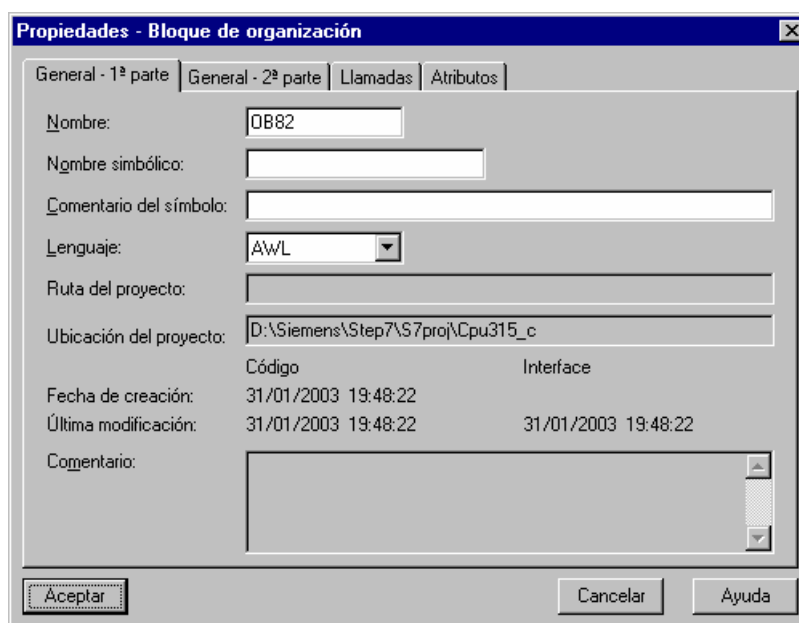 Propiedades - Bloque de organización
General - 1ª parte General - 2ª parte Llamadas Atributos
Nombre: OB82
Nombre simbólico:
Comentario del símbolo:
Lenguaje: AWL
Ruta del proyecto:
Ubicación del proyecto: D:\Siemens\Step7\S7proj\Cpu315_c
Código Interface
Fecha de creación: 31/01/2003 19:48:22
Última modificación: 31/01/2003 19:48:22 31/01/2003 19:48:22
Comentario:
Aceptar Cancelar Ayuda